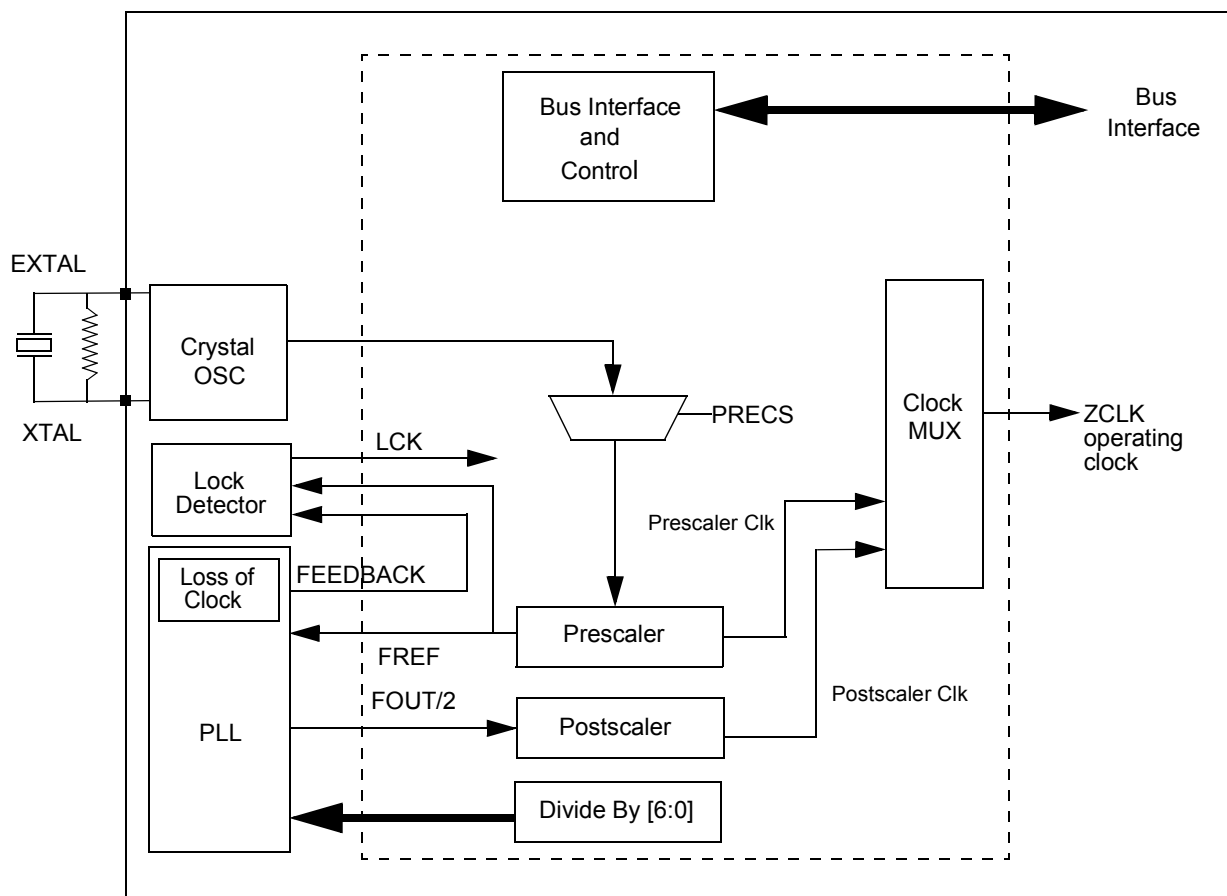 Bus Interface
and
Control
Bus
Interface
EXTAL
Crystal
OSC
XTAL
PRECS
Clock
MUX
ZCLK
operating
clock
LCK
Lock
Detector
Prescaler Clk
Loss of
Clock
FEEDBACK
Prescaler
FREF
FOUT/2
Postscaler Clk
PLL
Postscaler
Divide By [6:0]